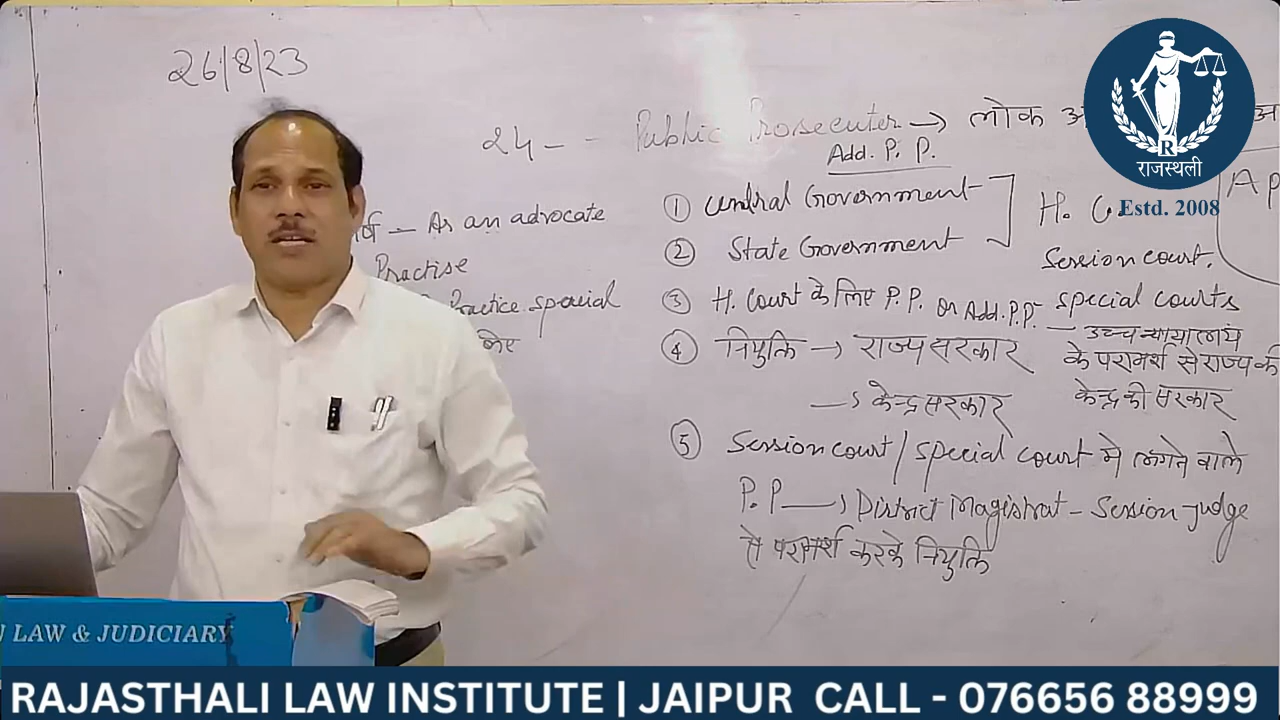 26/8/23
24 - - Public Prosecuter → लोक
Add. P. P.
① Central Government
② State Government
H. C.
Session court.
special courts
③ H. Court के लिए P.P. or Add. P.P. - उच्च न्यायालय
के परामर्श से राज्य की
केन्द्र की सरकार
④ नियुक्ति → राज्य सरकार
→ केन्द्र सरकार
⑤ Session court / special court मे लगने वाले
P.P → District Magistrat - Session Judge
से परामर्श करके नियुक्ति
As an advocate
Practise
Practice special
Ap
R
राजस्थली
Estd. 2008
LAW & JUDICIARY
RAJASTHALI LAW INSTITUTE | JAIPUR CALL - 076656 88999